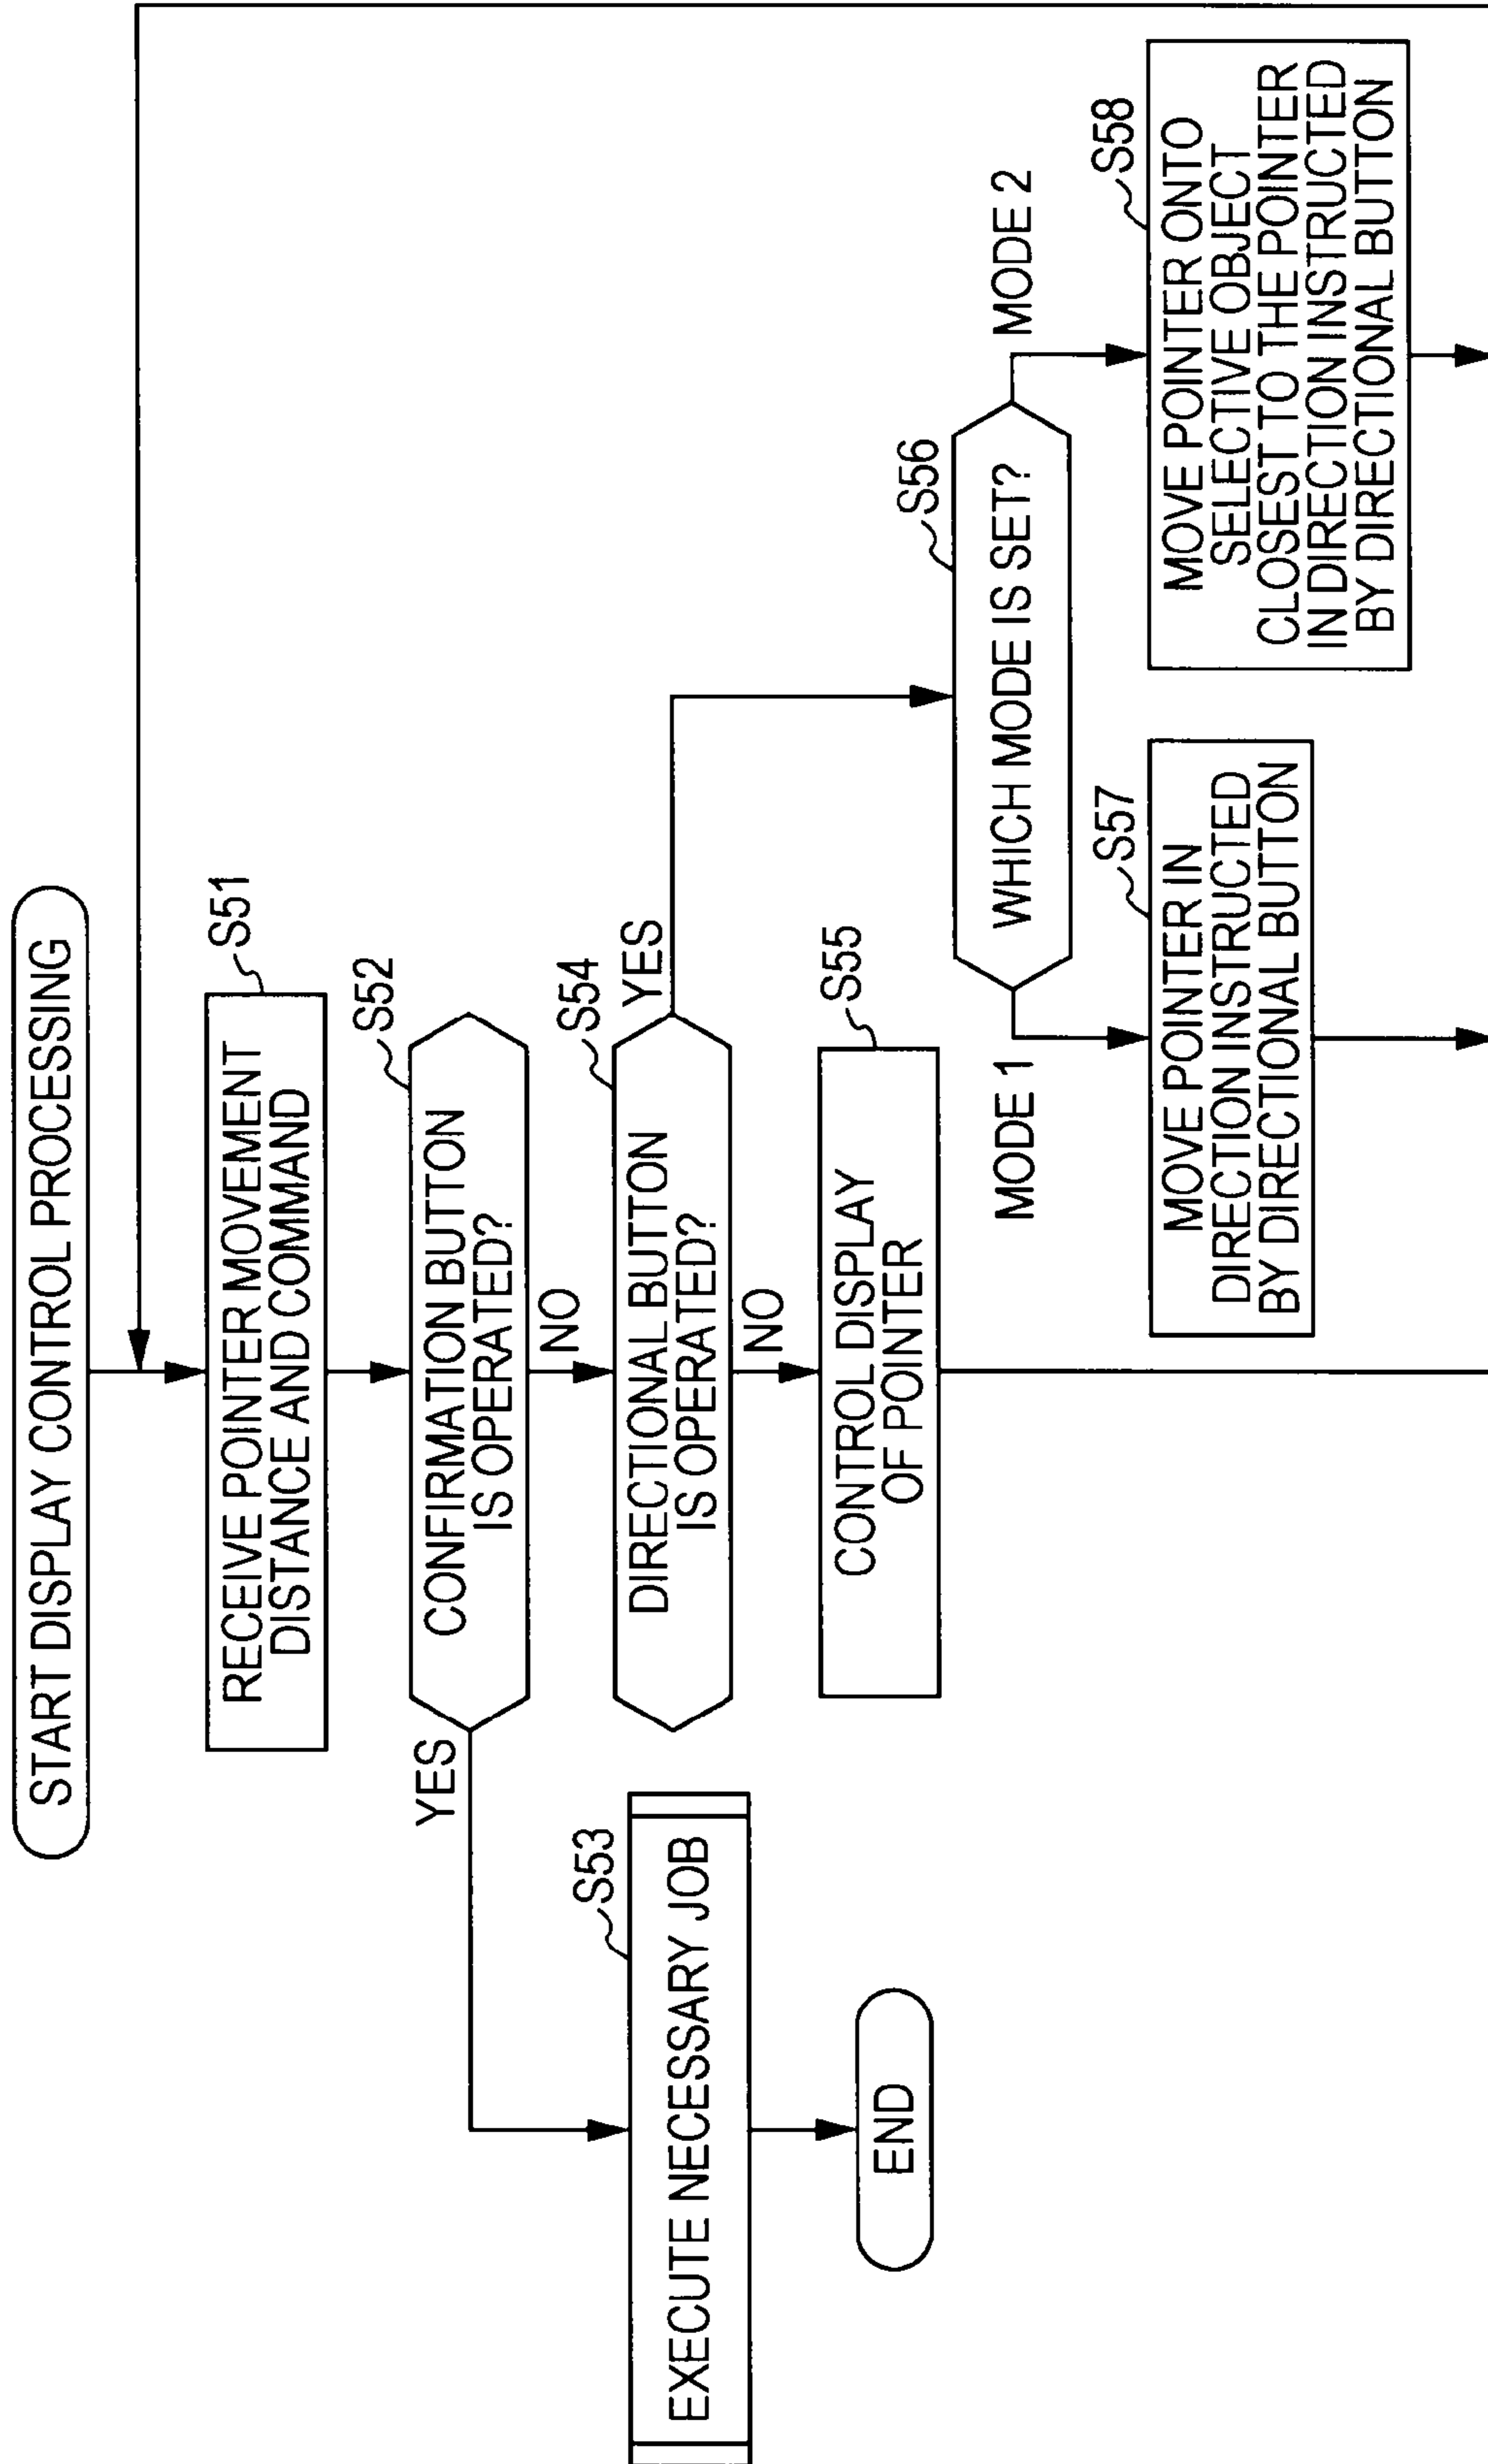 START DISPLAY CONTROL PROCESSING
S51
RECEIVE POINTER MOVEMENT
DISTANCE AND COMMAND
S52
CONFIRMATION BUTTON
IS OPERATED?
YES
NO
S53
EXECUTE NECESSARY JOB
END
S54
DIRECTIONAL BUTTON
IS OPERATED?
YES
NO
S55
CONTROL DISPLAY
OF POINTER
S56
WHICH MODE IS SET?
MODE 1
MODE 2
S57
MOVE POINTER IN
DIRECTION INSTRUCTED
BY DIRECTIONAL BUTTON
S58
MOVE POINTER ONTO
SELECTIVE OBJECT
CLOSEST TO THE POINTER
IN DIRECTION INSTRUCTED
BY DIRECTIONAL BUTTON